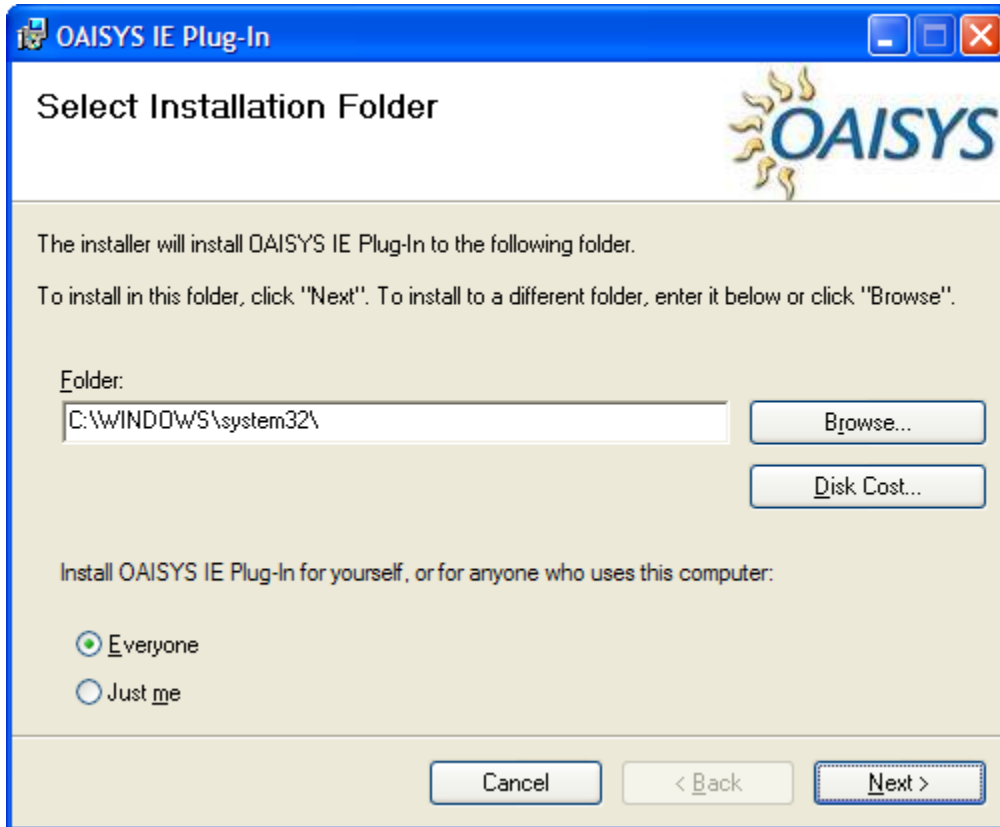 OAISYS IE Plug-In
Select Installation Folder
OAISYS
The installer will install OAISYS IE Plug-In to the following folder.
To install in this folder, click "Next". To install to a different folder, enter it below or click "Browse".
Folder:
C:\WINDOWS\system32\
Browse...
Disk Cost...
Install OAISYS IE Plug-In for yourself, or for anyone who uses this computer:
Everyone
Just me
Cancel
< Back
Next >